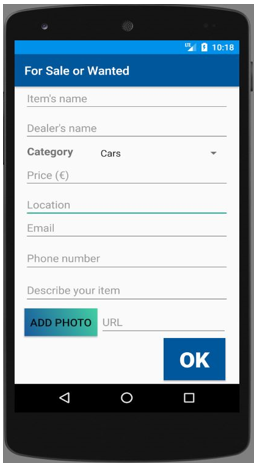 US 10:18
For Sale or Wanted
Item's name
Dealer's name
Category Cars
Price (€)
Location
Email
Phone number
Describe your item
ADD PHOTO URL
OK